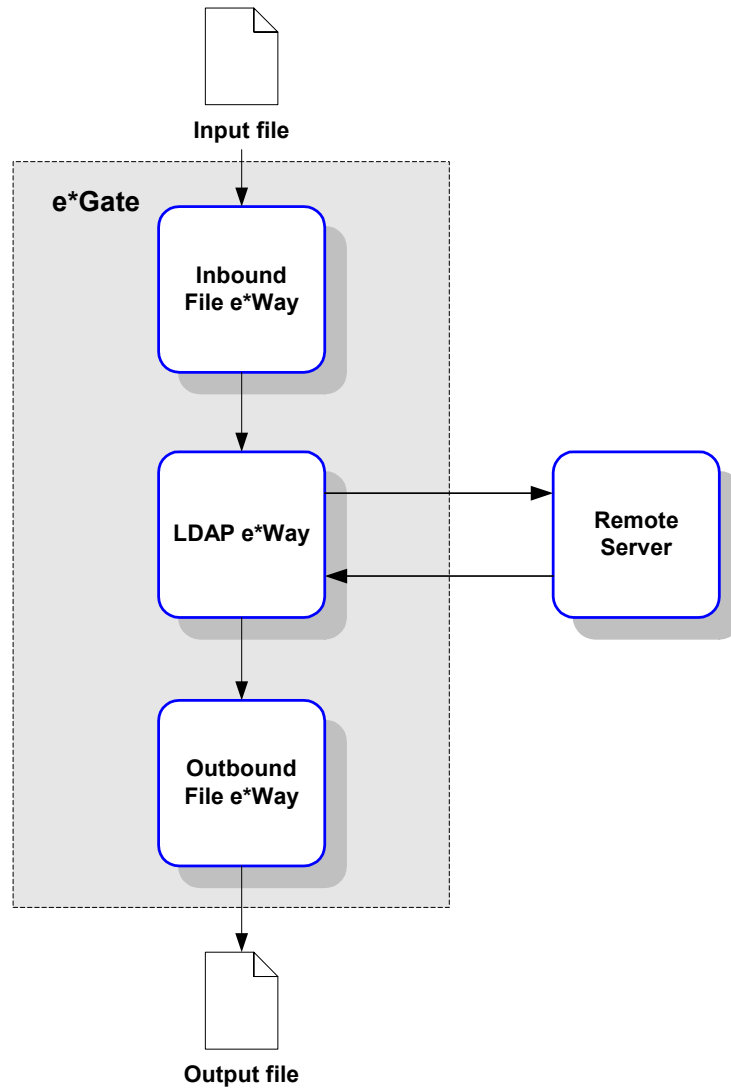 Input file
e*Gate
Inbound
File e*Way
LDAP e*Way
Remote
Server
Outbound
File e*Way
Output file